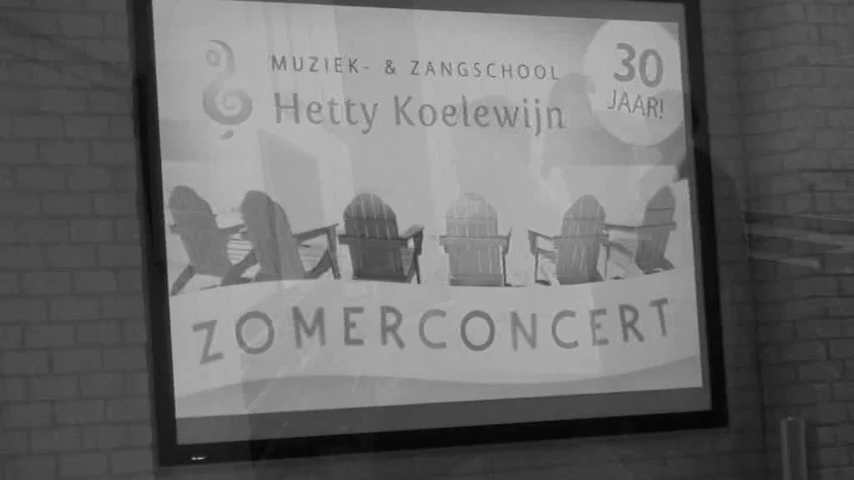 MUZIEK- & ZANGSCHOOL
Hetty Koelewijn
30
JAAR!
ZOMERCONCERT